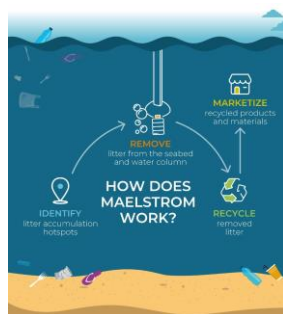 MARKETIZE
recycled products
and materials
REMOVE
litter from the seabed
and water column
HOW DOES
MAELSTROM
WORK?
IDENTIFY
litter accumulation
hotspots
RECYCLE
removed
litter